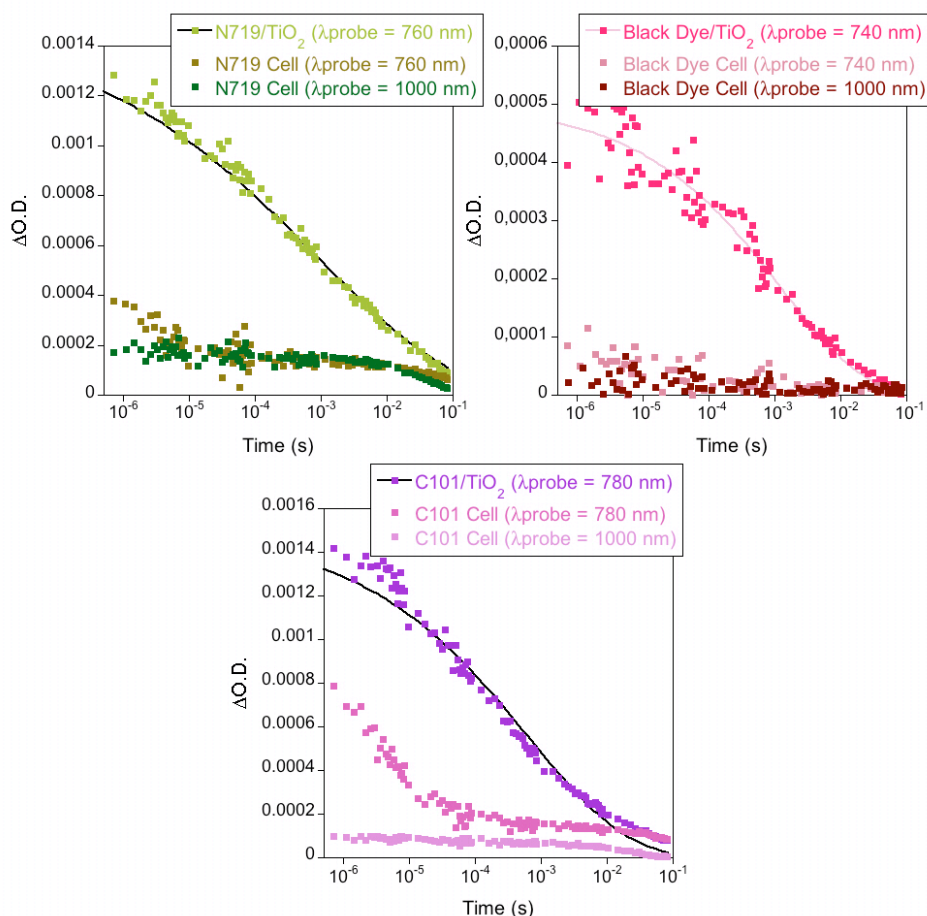 N719/TiO₂ (λprobe = 760 nm)
N719 Cell (λprobe = 760 nm)
N719 Cell (λprobe = 1000 nm)
0.0014
0.0012
0.001
0.0008
0.0006
0.0004
0.0002
0
ΔO.D.
10⁻⁶ 10⁻⁵ 10⁻⁴ 10⁻³ 10⁻² 10⁻¹
Time (s)
Black Dye/TiO₂ (λprobe = 740 nm)
Black Dye Cell (λprobe = 740 nm)
Black Dye Cell (λprobe = 1000 nm)
0,0006
0,0005
0,0004
0,0003
0,0002
0,0001
0
ΔO.D.
10⁻⁶ 10⁻⁵ 10⁻⁴ 10⁻³ 10⁻² 10⁻¹
Time (s)
C101/TiO₂ (λprobe = 780 nm)
C101 Cell (λprobe = 780 nm)
C101 Cell (λprobe = 1000 nm)
0.0016
0.0014
0.0012
0.001
0.0008
0.0006
0.0004
0.0002
0
ΔO.D.
10⁻⁶ 10⁻⁵ 10⁻⁴ 10⁻³ 10⁻² 10⁻¹
Time (s)